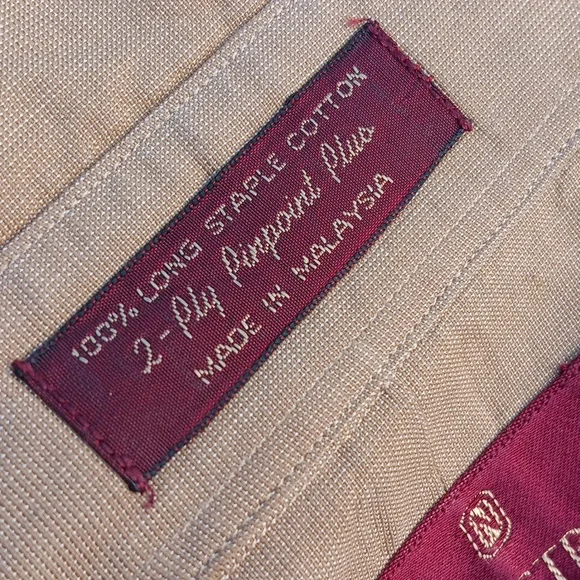 100% LONG STAPLE COTTON
2-Ply Pinpoint Plus
MADE IN MALAYSIA
N